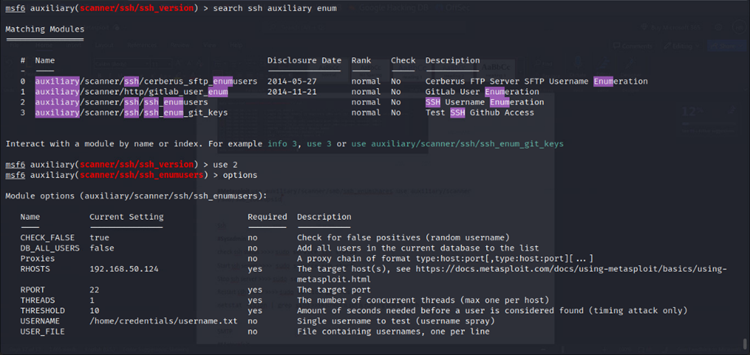 msf6 auxiliary(scanner/ssh/ssh_version) > search ssh auxiliary enum
Matching Modules
================
#  Name                                      Disclosure Date  Rank    Check  Description
-  ----                                      ---------------  ----    -----  -----------
0  auxiliary/scanner/ssh/cerberus_sftp_enumusers  2014-05-27  normal  No  Cerberus FTP Server SFTP Username Enumeration
1  auxiliary/scanner/http/gitlab_user_enum  2014-11-21  normal  No  GitLab User Enumeration
2  auxiliary/scanner/ssh/ssh_enumusers  normal  No  SSH Username Enumeration
3  auxiliary/scanner/ssh/ssh_enum_git_keys  normal  No  Test SSH Github Access
Interact with a module by name or index. For example info 3, use 3 or use auxiliary/scanner/ssh/ssh_enum_git_keys
msf6 auxiliary(scanner/ssh/ssh_version) > use 2
msf6 auxiliary(scanner/ssh/ssh_enumusers) > options
Module options (auxiliary/scanner/ssh/ssh_enumusers):
Name  Current Setting  Required  Description
----  ---------------  --------  -----------
CHECK_FALSE  true  no  Check for false positives (random username)
DB_ALL_USERS  false  no  Add all users in the current database to the list
Proxies  no  A proxy chain of format type:host:port[,type:host:port][...]
RHOSTS  192.168.50.124  yes  The target host(s), see https://docs.metasploit.com/docs/using-metasploit/basics/using-
metasploit.html
RPORT  22  yes  The target port
THREADS  1  yes  The number of concurrent threads (max one per host)
THRESHOLD  10  yes  Amount of seconds needed before a user is considered found (timing attack only)
USERNAME  /home/credentials/username.txt  no  Single username to test (username spray)
USER_FILE  no  File containing usernames, one per line